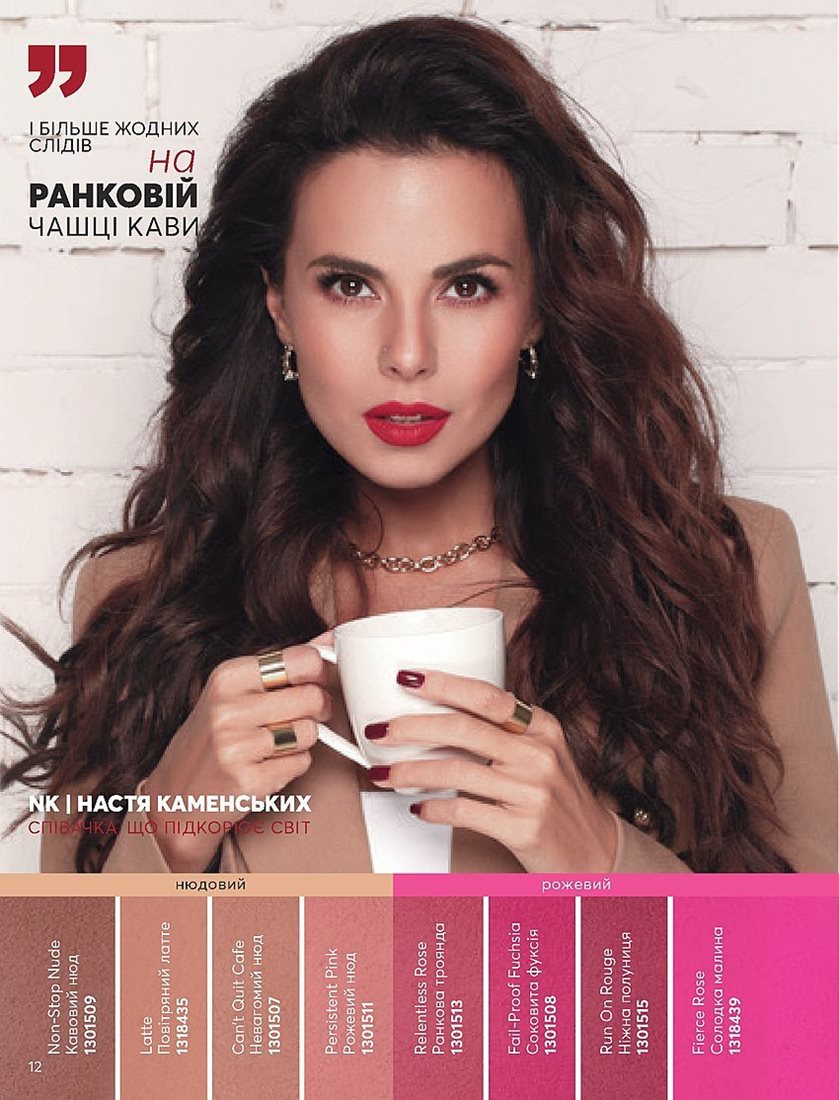 І БІЛЬШЕ ЖОДНИХ
СЛІДІВ
на
РАНКОВІЙ
ЧАШЦІ КАВИ
NK | НАСТЯ КАМЕНСЬКИХ
СПІВАЧКА, ЩО ПІДКОРЮЄ СВІТ
нюдовий
рожевий
Non-Stop Nude
Кавовий нюд
1301509
Latte
Повітряний латте
1318435
Can't Quit Cafe
Невагомий нюд
1301507
Persistent Pink
Рожевий нюд
1301511
Relentless Rose
Ранкова троянда
1301513
Fail-Proof Fuchsia
Соковита фуксія
1301508
Run On Rouge
Ніжна полуниця
1301515
Fierce Rose
Солодка малина
1318439
12